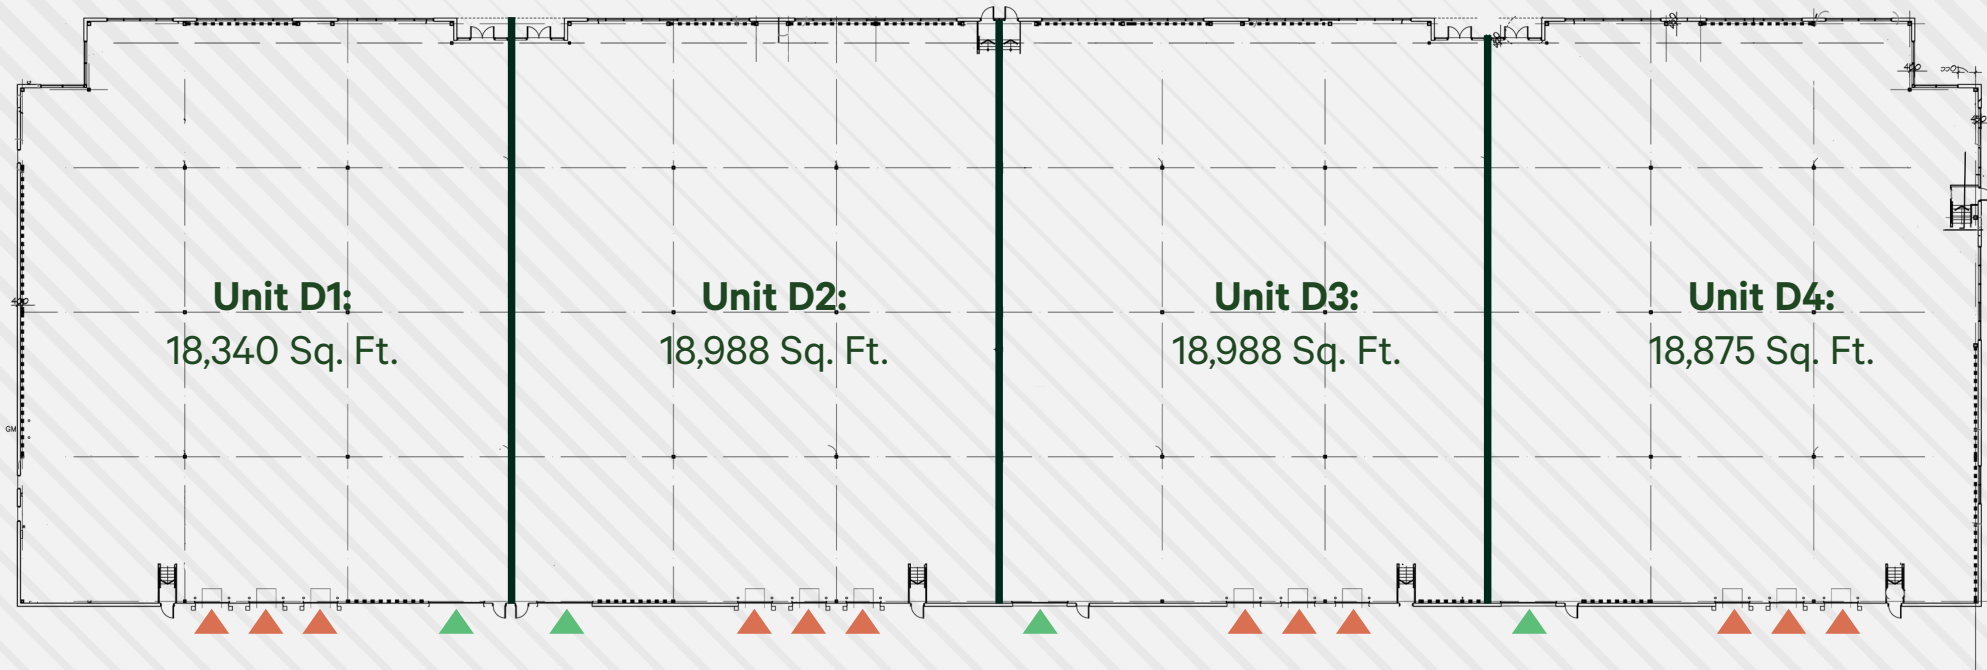 Unit D1:
18,340 Sq. Ft.
Unit D2:
18,988 Sq. Ft.
Unit D3:
18,988 Sq. Ft.
Unit D4:
18,875 Sq. Ft.
GM